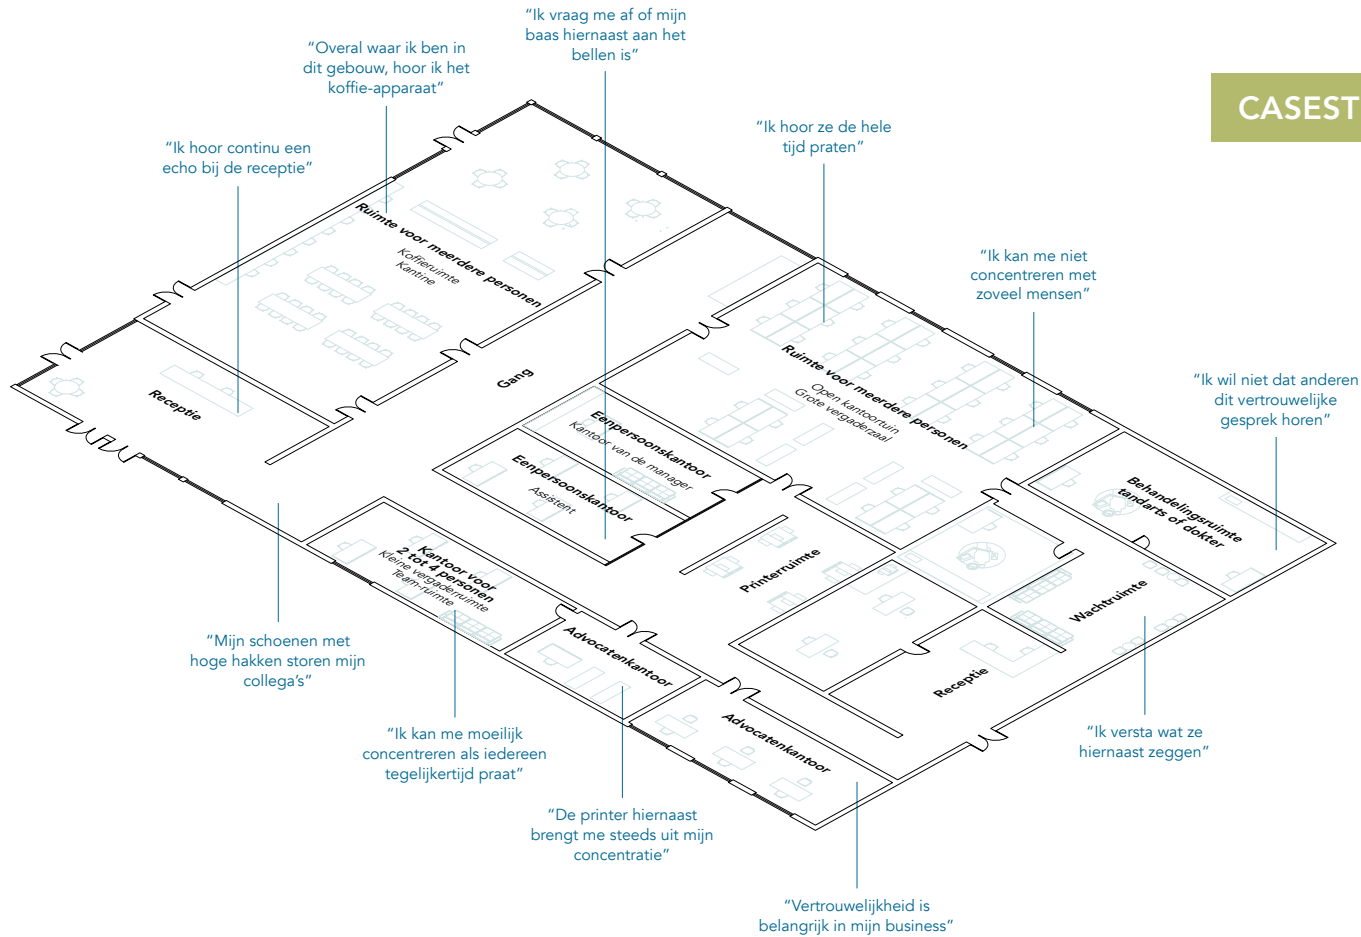 “Ik vraag me af of mijn
baas hiernaast aan het
bellen is”
“Overal waar ik ben in
dit gebouw, hoor ik het
koffie-apparaat”
CASEST
“Ik hoor ze de hele
tijd praten”
“Ik hoor continu een
echo bij de receptie”
“Ik kan me niet
concentreren met
zoveel mensen”
“Ik wil niet dat anderen
dit vertrouwelijke
gesprek horen”
Ruimte voor meerdere personen
Koffieruimte
Kantine
Receptie
Gang
Ruimte voor meerdere personen
Open kantoortuin
Grote vergaderzaal
Eenpersoonskantoor
Kantoor van de manager
Eenpersoonskantoor
Assistent
Behandelingsruimte
tandarts of dokter
Kantoor voor
2 tot 4 personen
Kleine vergaderruimte
Team-ruimte
Printerruimte
Wachtruimte
Advocatenkantoor
Receptie
Advocatenkantoor
“Mijn schoenen met
hoge hakken storen mijn
collega’s”
“Ik kan me moeilijk
concentreren als iedereen
tegelijkertijd praat”
“Ik versta wat ze
hiernaast zeggen”
“De printer hiernaast
brengt me steeds uit mijn
concentratie”
“Vertrouwelijkheid is
belangrijk in mijn business”